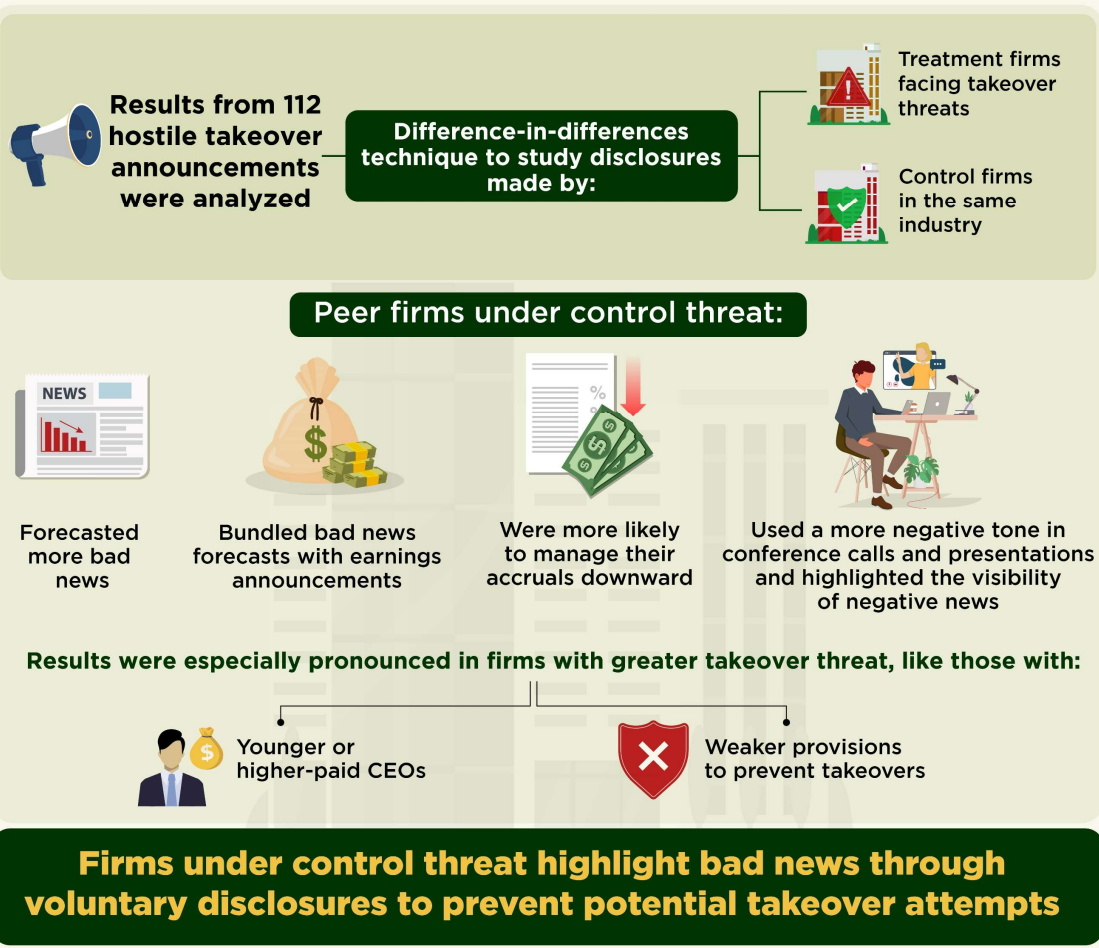 Results from 112
hostile takeover
announcements
were analyzed
Difference-in-differences
technique to study disclosures
made by:
Treatment firms
facing takeover
threats
Control firms
in the same
industry
Peer firms under control threat:
NEWS
$
%
Forecasted
more bad
news
Bundled bad news
forecasts with earnings
announcements
Were more likely
to manage their
accruals downward
Used a more negative tone in
conference calls and presentations
and highlighted the visibility
of negative news
Results were especially pronounced in firms with greater takeover threat, like those with:
$
Younger or
higher-paid CEOs
Weaker provisions
to prevent takeovers
Firms under control threat highlight bad news through
voluntary disclosures to prevent potential takeover attempts